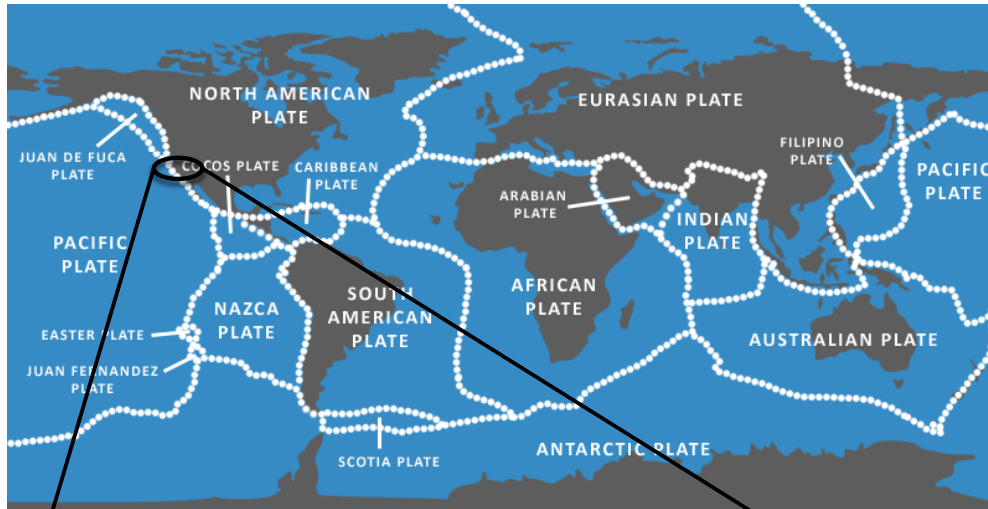 NORTH AMERICAN
PLATE
EURASIAN PLATE
JUAN DE FUCA
PLATE
COCOS PLATE
CARIBBEAN
PLATE
FILIPINO
PLATE
PACIFIC
PLATE
ARABIAN
PLATE
INDIAN
PLATE
PACIFIC
PLATE
NAZCA
PLATE
SOUTH
AMERICAN
PLATE
AFRICAN
PLATE
EASTER PLATE
JUAN FERNANDEZ
PLATE
AUSTRALIAN PLATE
SCOTIA PLATE
ANTARCTIC PLATE